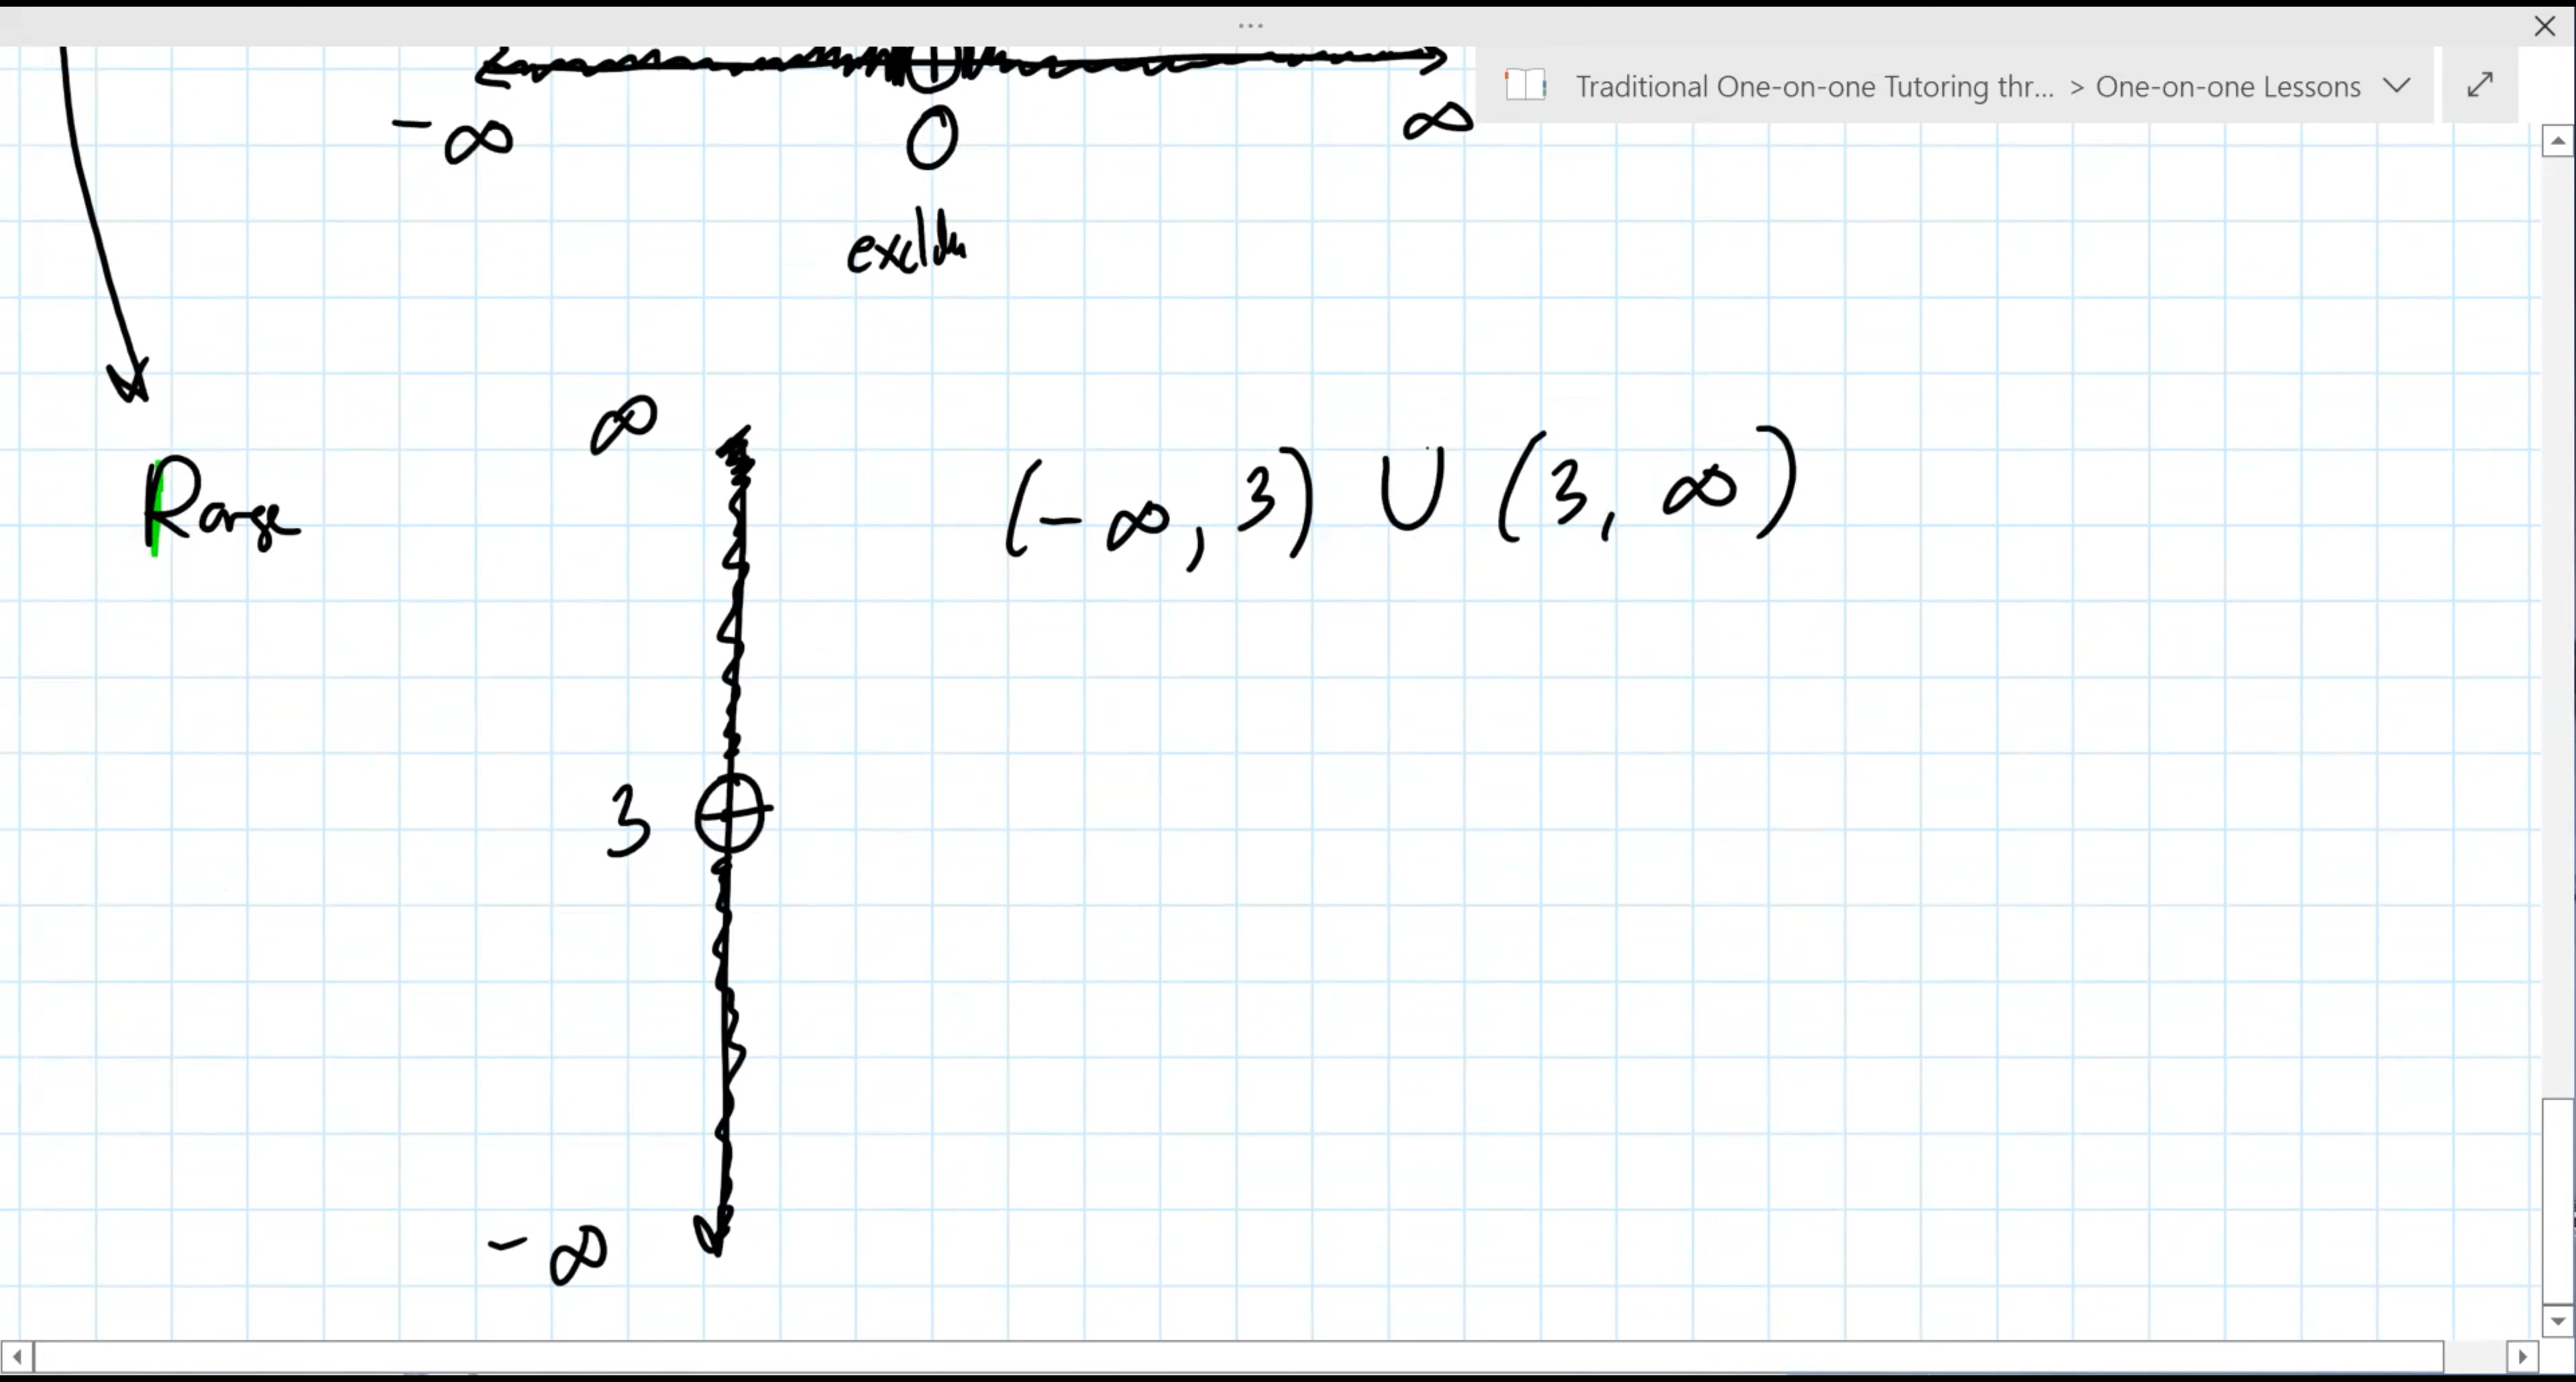 ...
Traditional One-on-one Tutoring thr... > One-on-one Lessons
-∞ 0 ∞
∞
Range
(-∞, 3) ∪ (3, ∞)
3
-∞